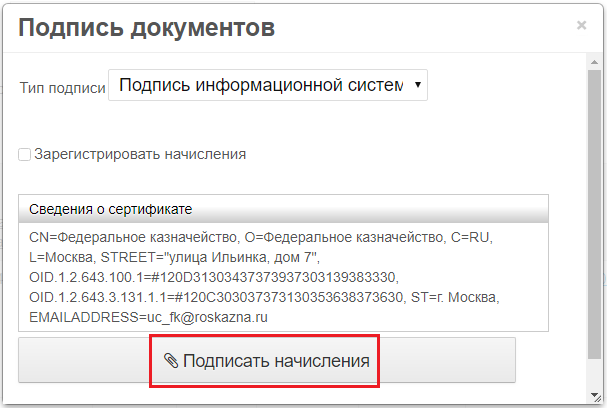 Подпись документов
Тип подписи Подпись информационной систем
Зарегистрировать начисления
Сведения о сертификате
CN=Федеральное казначейство, O=Федеральное казначейство, C=RU,
L=Москва, STREET="улица Ильинка, дом 7",
OID.1.2.643.100.1=#120D31303437373937303139383330,
OID.1.2.643.3.131.1.1=#120C303037373130353638373630, ST=г. Москва,
EMAILADDRESS=uc_fk@roskazna.ru
Подписать начисления